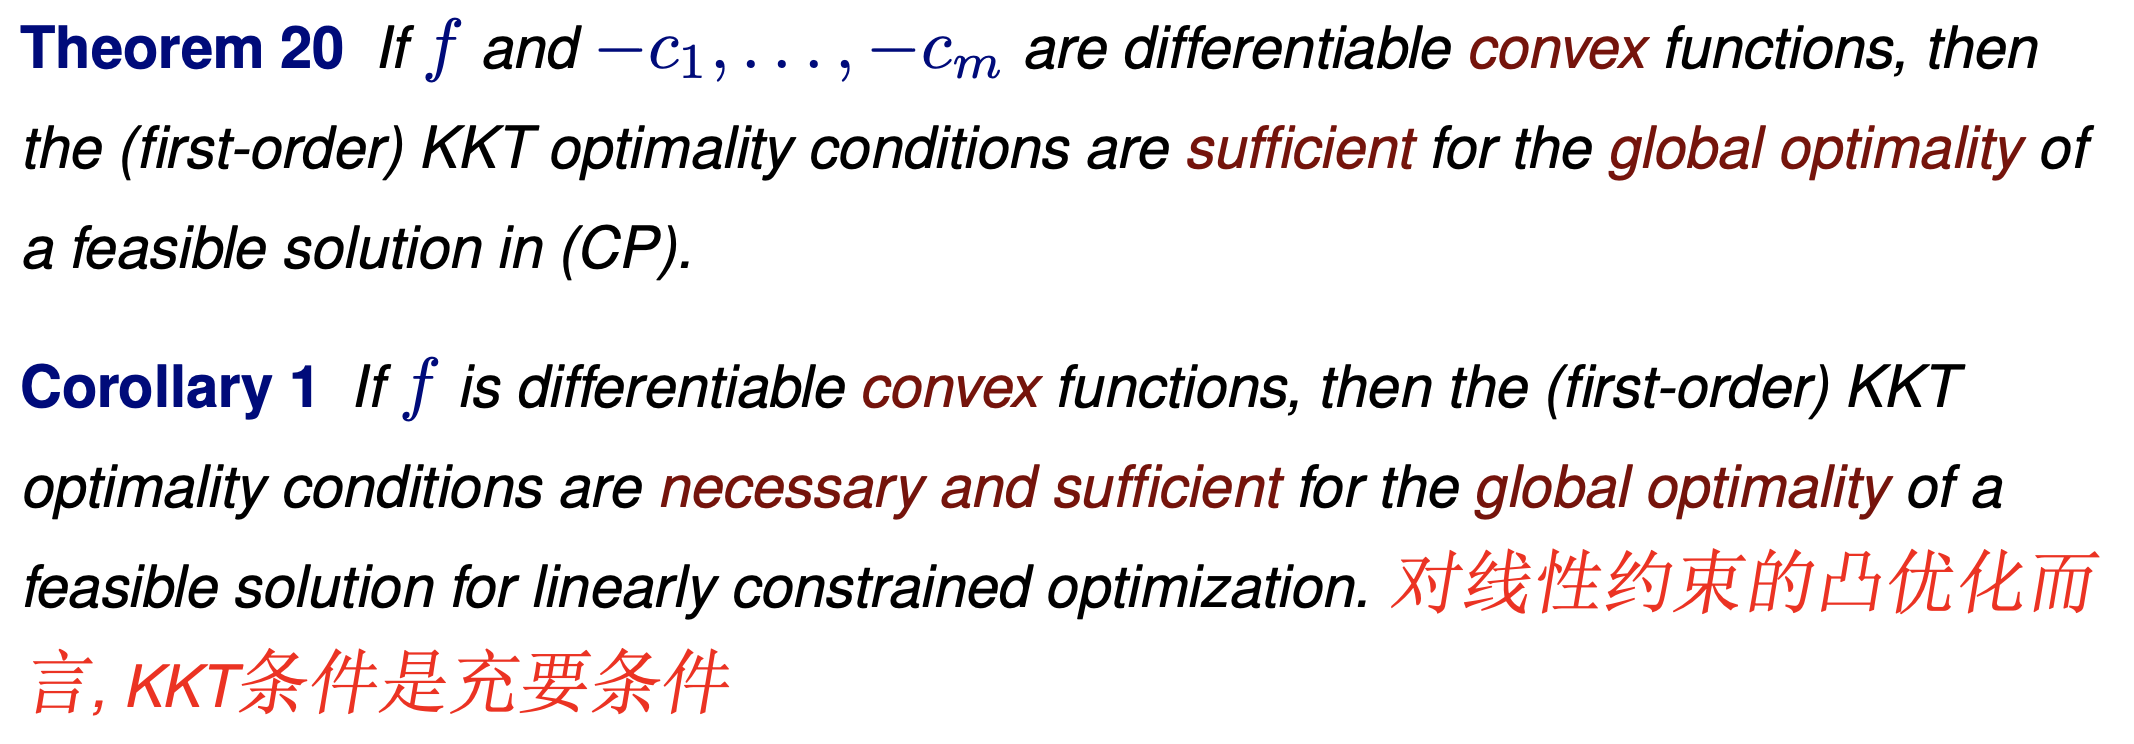 Theorem 20 If f and −c₁, . . . , −cₘ are differentiable convex functions, then
the (first-order) KKT optimality conditions are sufficient for the global optimality of
a feasible solution in (CP).
Corollary 1 If f is differentiable convex functions, then the (first-order) KKT
optimality conditions are necessary and sufficient for the global optimality of a
feasible solution for linearly constrained optimization. 对线性约束的凸优化而
言, KKT条件是充要条件